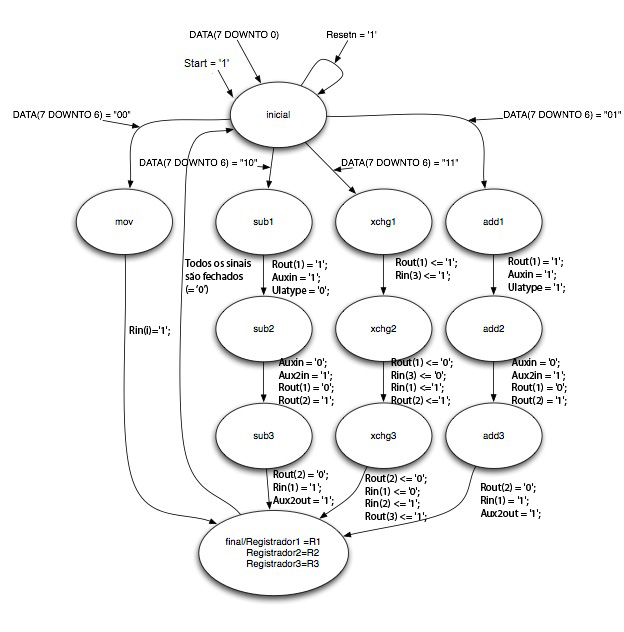 DATA(7 DOWNTO 0)
Resetn = '1'
Start = '1'
DATA(7 DOWNTO 6) = "00"
inicial
DATA(7 DOWNTO 6) = "01"
DATA(7 DOWNTO 6) = "10"
DATA(7 DOWNTO 6) = "11"
mov
sub1
xchg1
add1
Todos os sinais
são fechados
(= '0')
Rout(1) = '1';
Auxin = '1';
Ulatype = '0';
Rout(1) <= '1;
Rin(3) <= '1';
Rout(1) = '1';
Auxin = '1';
Ulatype = '1';
Rin(i)='1';
sub2
xchg2
add2
Auxin = '0';
Aux2in = '1';
Rout(1) = '0';
Rout(2) = '1';
Rout(1) <= '0;
Rin(3) <= '0;
Rin(1) <='1';
Rout(2) <='1';
Auxin = '0';
Aux2in = '1';
Rout(1) = '0';
Rout(2) = '1';
sub3
xchg3
add3
Rout(2) = '0';
Rin(1) = '1';
Aux2out = '1';
Rout(2) <= '0;
Rin(1) <= '0;
Rin(2) <= '1;
Rout(3) <= '1';
Rout(2) = '0';
Rin(1) = '1';
Aux2out = '1';
final/Registrador1 =R1
Registrador2=R2
Registrador3=R3